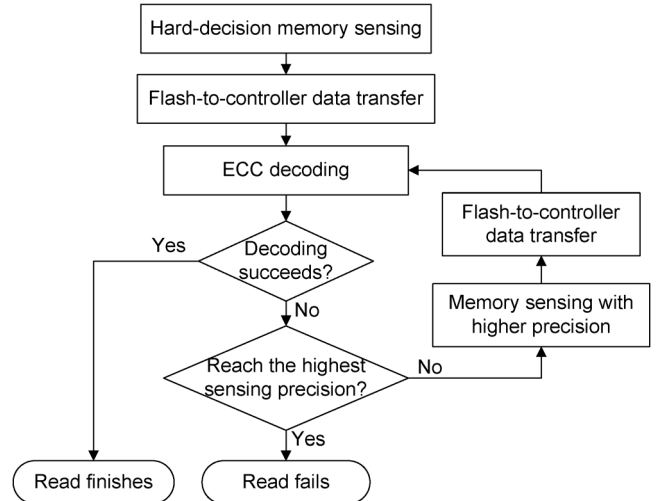 Hard-decision memory sensing
Flash-to-controller data transfer
ECC decoding
Flash-to-controller
data transfer
Yes
Decoding
succeeds?
No
Memory sensing with
higher precision
Reach the highest
sensing precision?
No
Yes
Read finishes
Read fails